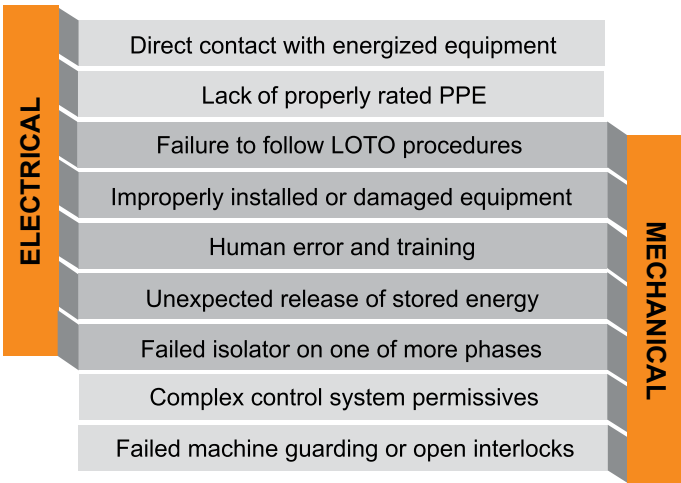 ELECTRICAL
Direct contact with energized equipment
Lack of properly rated PPE
Failure to follow LOTO procedures
Improperly installed or damaged equipment
Human error and training
Unexpected release of stored energy
Failed isolator on one of more phases
Complex control system permissives
Failed machine guarding or open interlocks
MECHANICAL